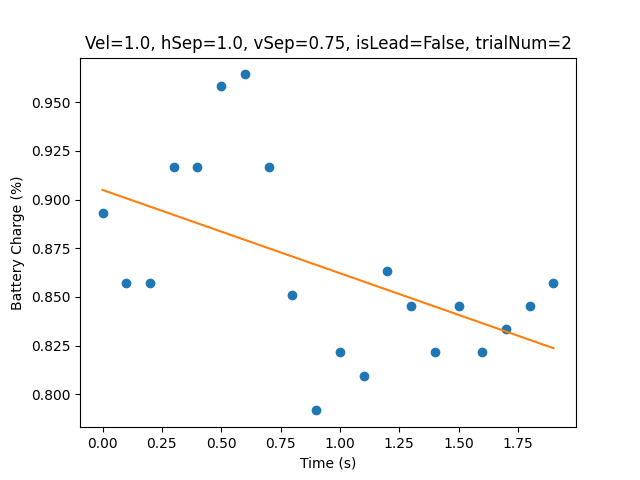 Vel=1.0, hSep=1.0, vSep=0.75, isLead=False, trialNum=2
Battery Charge (%)
0.950
0.925
0.900
0.875
0.850
0.825
0.800
0.00 0.25 0.50 0.75 1.00 1.25 1.50 1.75
Time (s)